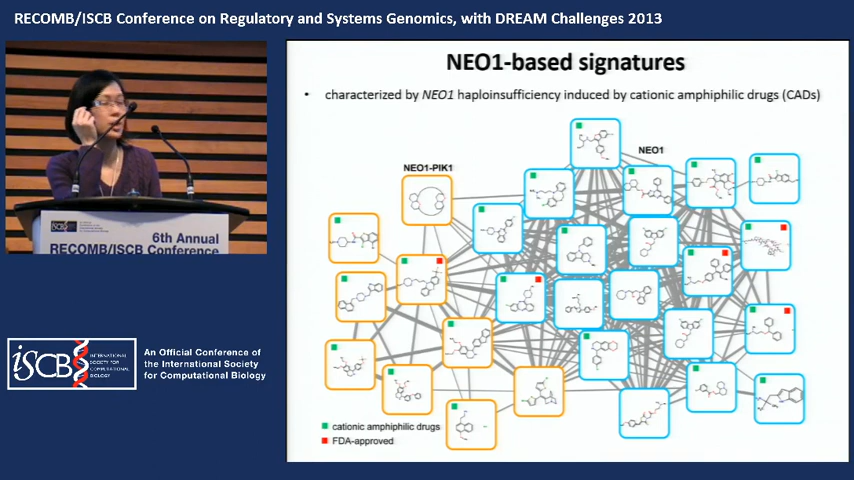 RECOMB/ISCB Conference on Regulatory and Systems Genomics, with DREAM Challenges 2013
NEO1-based signatures
• characterized by NEO1 haploinsufficiency induced by cationic amphiphilic drugs (CADs)
NEO1-PIK1
NEO1
cationic amphiphilic drugs
FDA-approved
6th Annual
RECOMB/ISCB Conference
iSCB
INTERNATIONAL
SOCIETY FOR
COMPUTATIONAL
BIOLOGY
An Official Conference of
the International Society
for Computational Biology